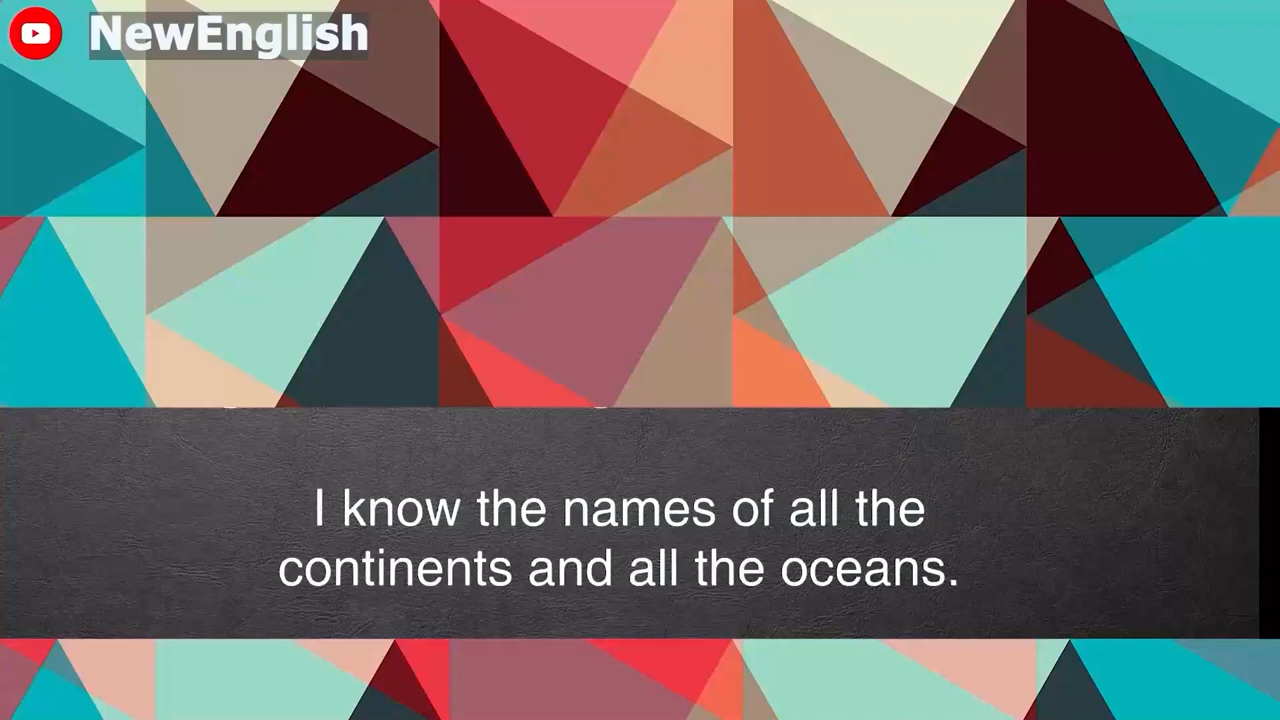 NewEnglish
I know the names of all the
continents and all the oceans.